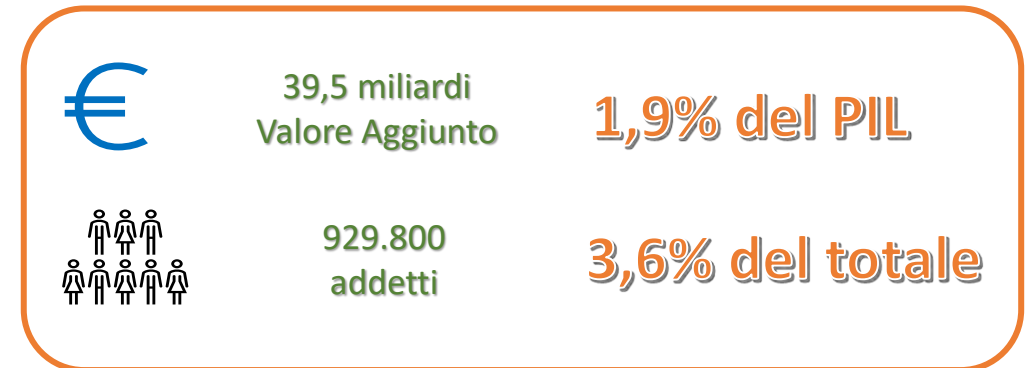 €
39,5 miliardi
Valore Aggiunto
1,9% del PIL
929.800
addetti
3,6% del totale